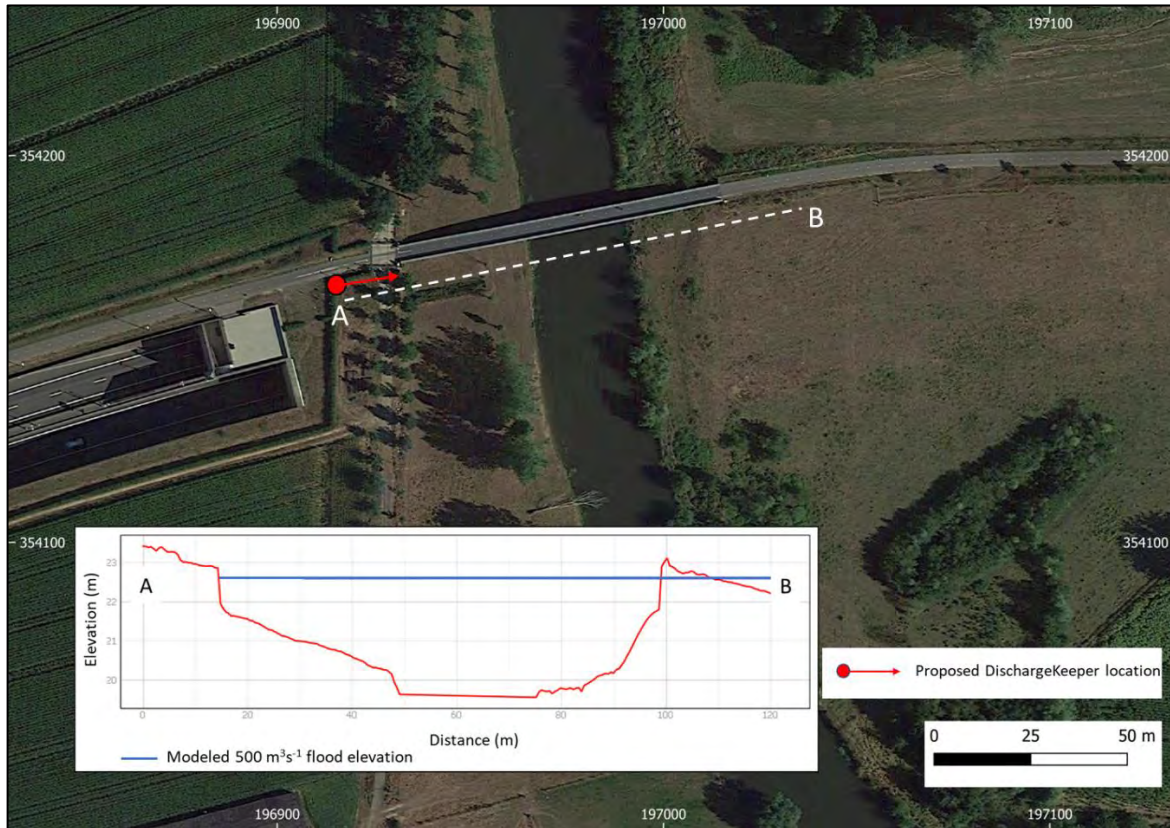 196900
197000
197100
354200
354200
B
A
354100
354100
A
B
23
22
21
20
Elevation (m)
0
20
40
60
80
100
120
Distance (m)
Modeled 500 m³s⁻¹ flood elevation
Proposed DischargeKeeper location
0
25
50 m
196900
197000
197100